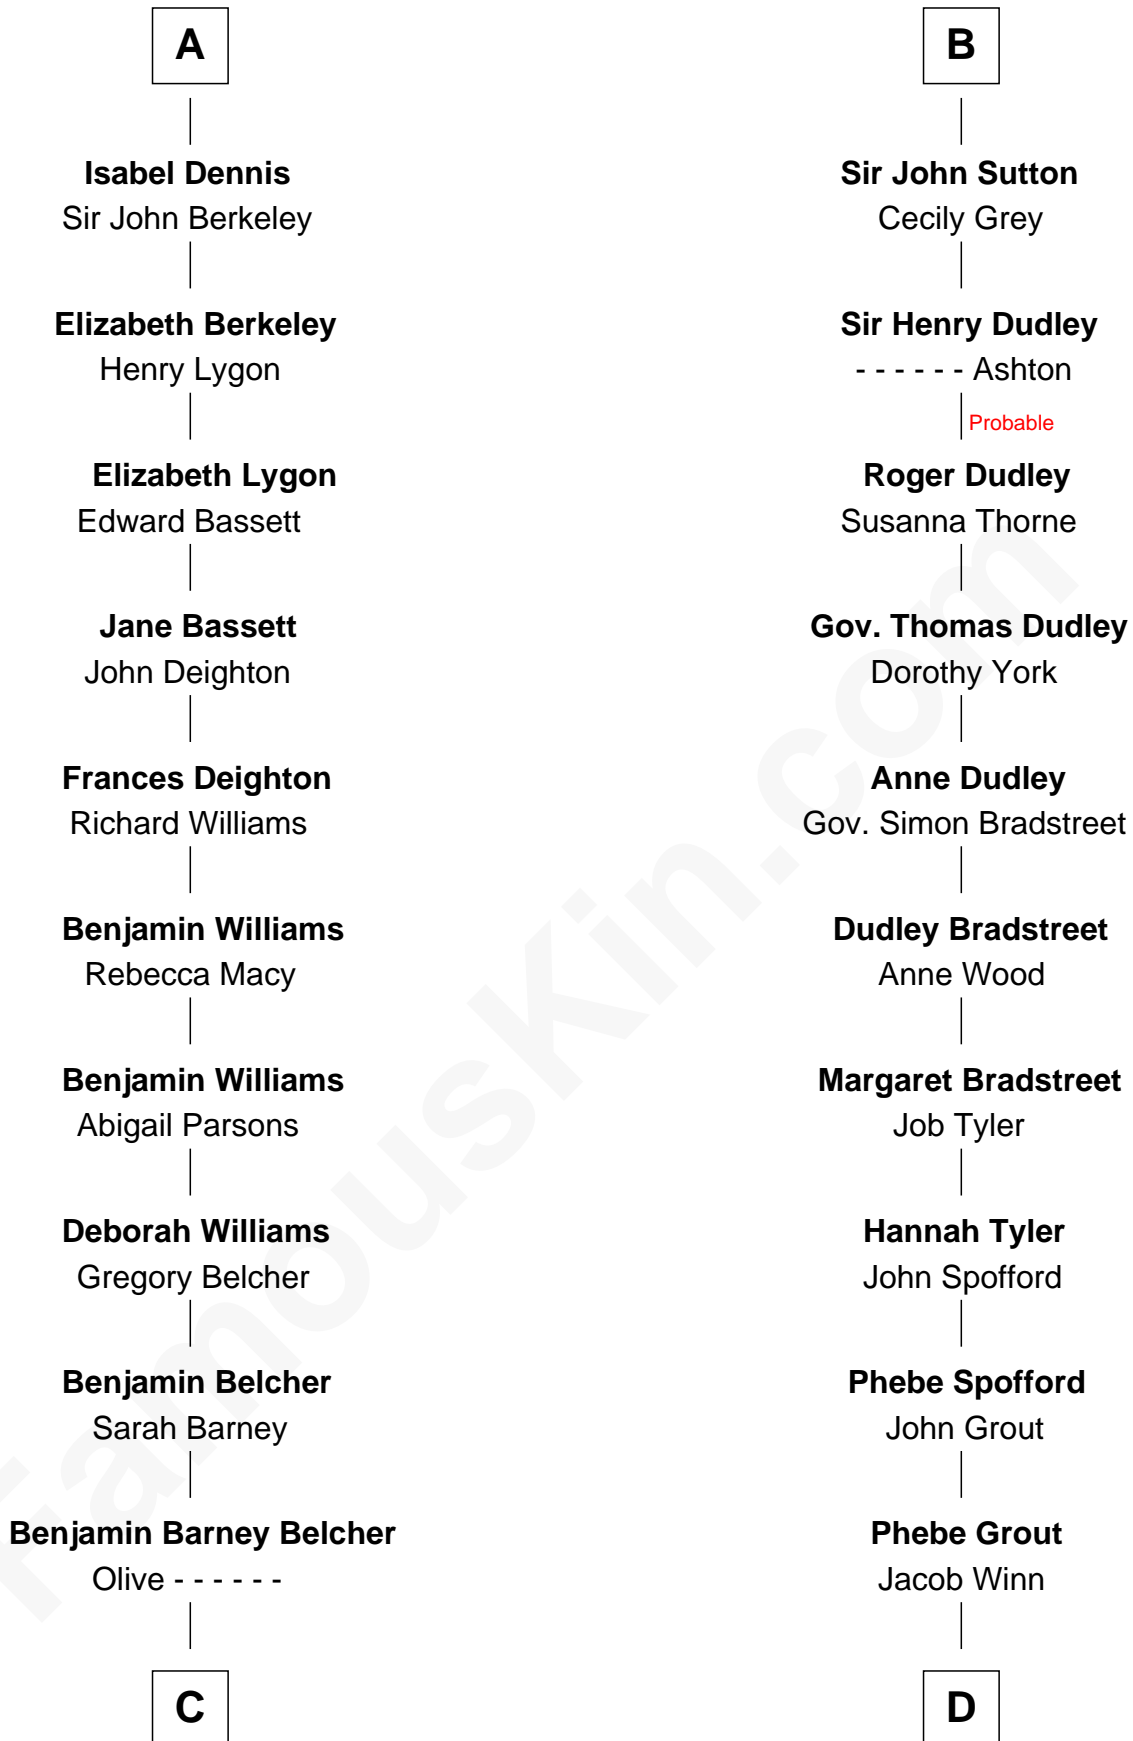 A
Isabel Dennis
Sir John Berkeley
Elizabeth Berkeley
Henry Lygon
Elizabeth Lygon
Edward Bassett
Jane Bassett
John Deighton
Frances Deighton
Richard Williams
Benjamin Williams
Rebecca Macy
Benjamin Williams
Abigail Parsons
Deborah Williams
Gregory Belcher
Benjamin Belcher
Sarah Barney
Benjamin Barney Belcher
Olive - - - - - -
C
B
Sir John Sutton
Cecily Grey
Sir Henry Dudley
- - - - - - Ashton
Probable
Roger Dudley
Susanna Thorne
Gov. Thomas Dudley
Dorothy York
Anne Dudley
Gov. Simon Bradstreet
Dudley Bradstreet
Anne Wood
Margaret Bradstreet
Job Tyler
Hannah Tyler
John Spofford
Phebe Spofford
John Grout
Phebe Grout
Jacob Winn
D
FamousKin.com